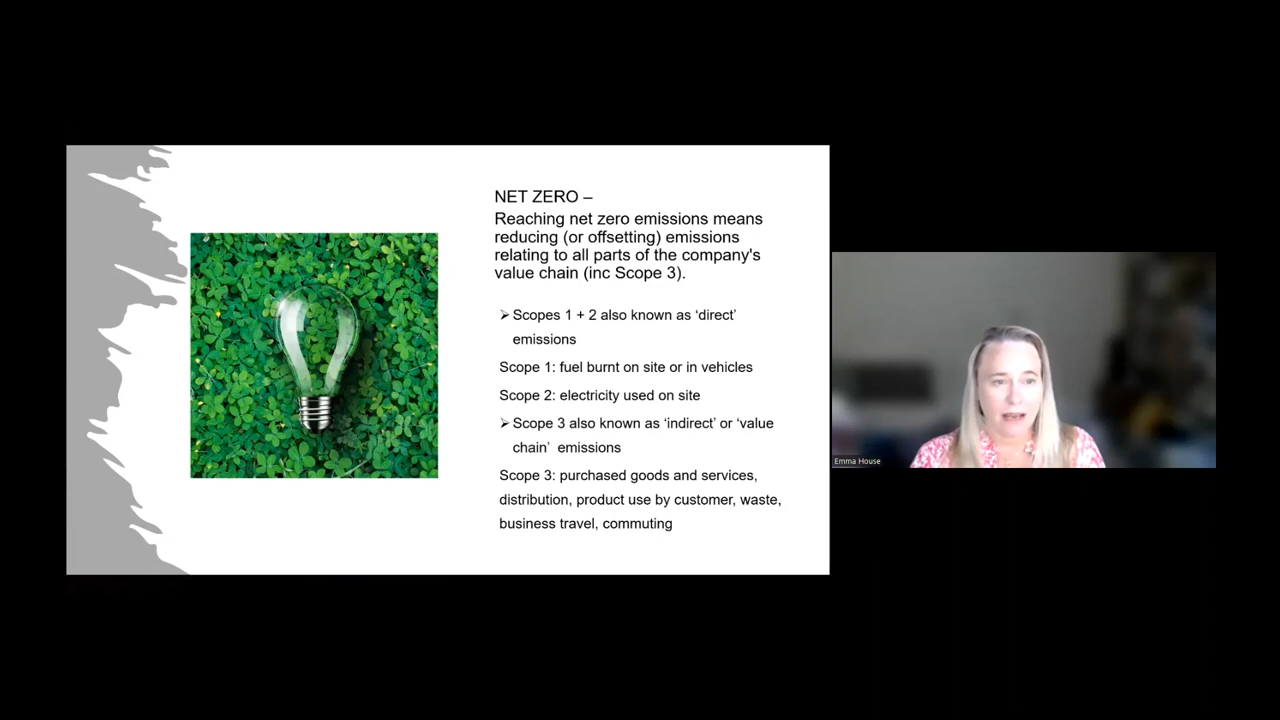 NET ZERO –
Reaching net zero emissions means
reducing (or offsetting) emissions
relating to all parts of the company's
value chain (inc Scope 3).
➢ Scopes 1 + 2 also known as ‘direct’
emissions
Scope 1: fuel burnt on site or in vehicles
Scope 2: electricity used on site
➢ Scope 3 also known as ‘indirect’ or ‘value
chain’  emissions
Scope 3: purchased goods and services,
distribution, product use by customer, waste,
business travel, commuting
Emma House